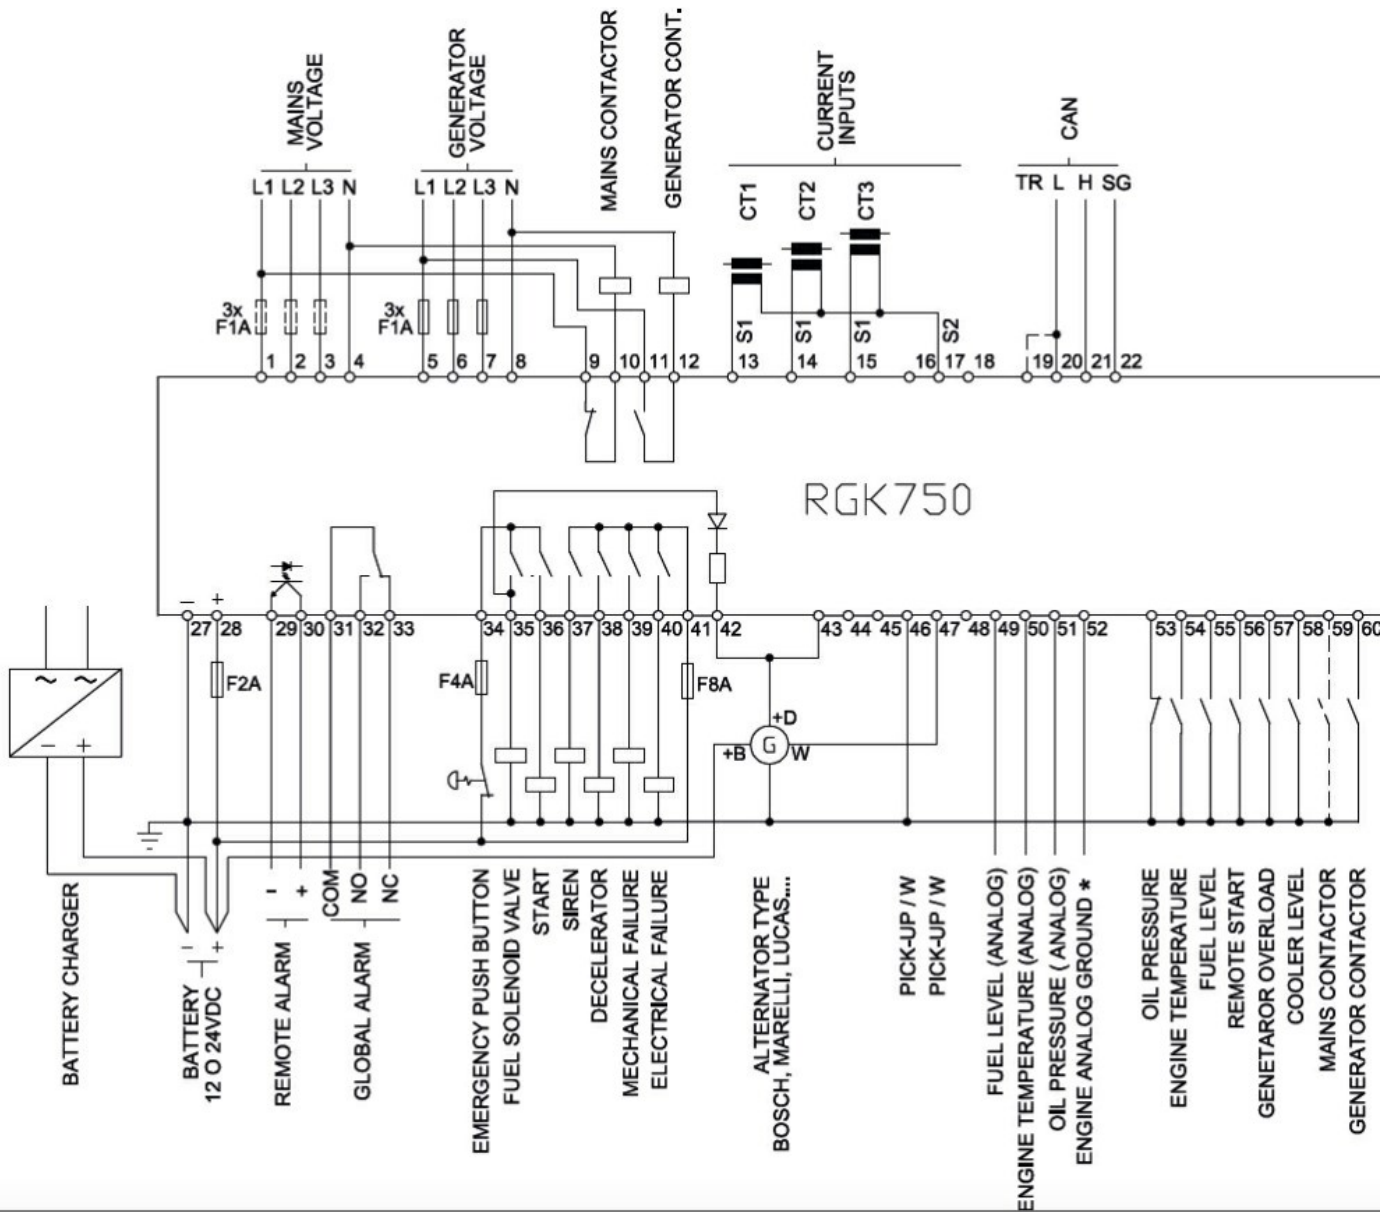 MAINS
VOLTAGE
GENERATOR
VOLTAGE
MAINS CONTACTOR
GENERATOR CONT.
CURRENT
INPUTS
CAN
L1 L2 L3 N
L1 L2 L3 N
CT1
CT2
CT3
TR L H SG
3x
F1A
3x
F1A
S1
S1
S1
S2
1 2 3 4 5 6 7 8 9 10 11 12 13 14 15 16 17 18 19 20 21 22
RGK750
− +
27 28 29 30 31 32 33 34 35 36 37 38 39 40 41 42 43 44 45 46 47 48 49 50 51 52 53 54 55 56 57 58 59 60
~ ~
− +
F2A
F4A
F8A
+D
+B
G
W
BATTERY CHARGER
- +
BATTERY
12 O 24VDC
- +
REMOTE ALARM
COM
NO
NC
GLOBAL ALARM
EMERGENCY PUSH BUTTON
FUEL SOLENOID VALVE
START
SIREN
DECELERATOR
MECHANICAL FAILURE
ELECTRICAL FAILURE
ALTERNATOR TYPE
BOSCH, MARELLI, LUCAS....
PICK-UP / W
PICK-UP / W
FUEL LEVEL (ANALOG)
ENGINE TEMPERATURE (ANALOG)
OIL PRESSURE ( ANALOG)
ENGINE ANALOG GROUND *
OIL PRESSURE
ENGINE TEMPERATURE
FUEL LEVEL
REMOTE START
GENETAROR OVERLOAD
COOLER LEVEL
MAINS CONTACTOR
GENERATOR CONTACTOR